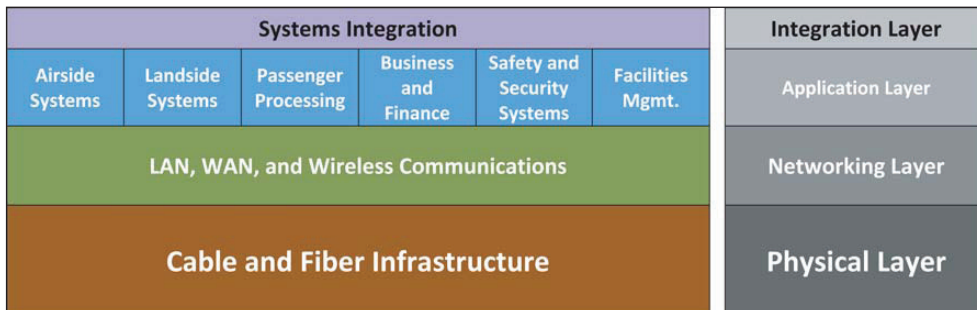 Systems Integration
Airside
Systems
Landside
Systems
Passenger
Processing
Business
and
Finance
Safety and
Security
Systems
Facilities
Mgmt.
LAN, WAN, and Wireless Communications
Cable and Fiber Infrastructure
Integration Layer
Application Layer
Networking Layer
Physical Layer